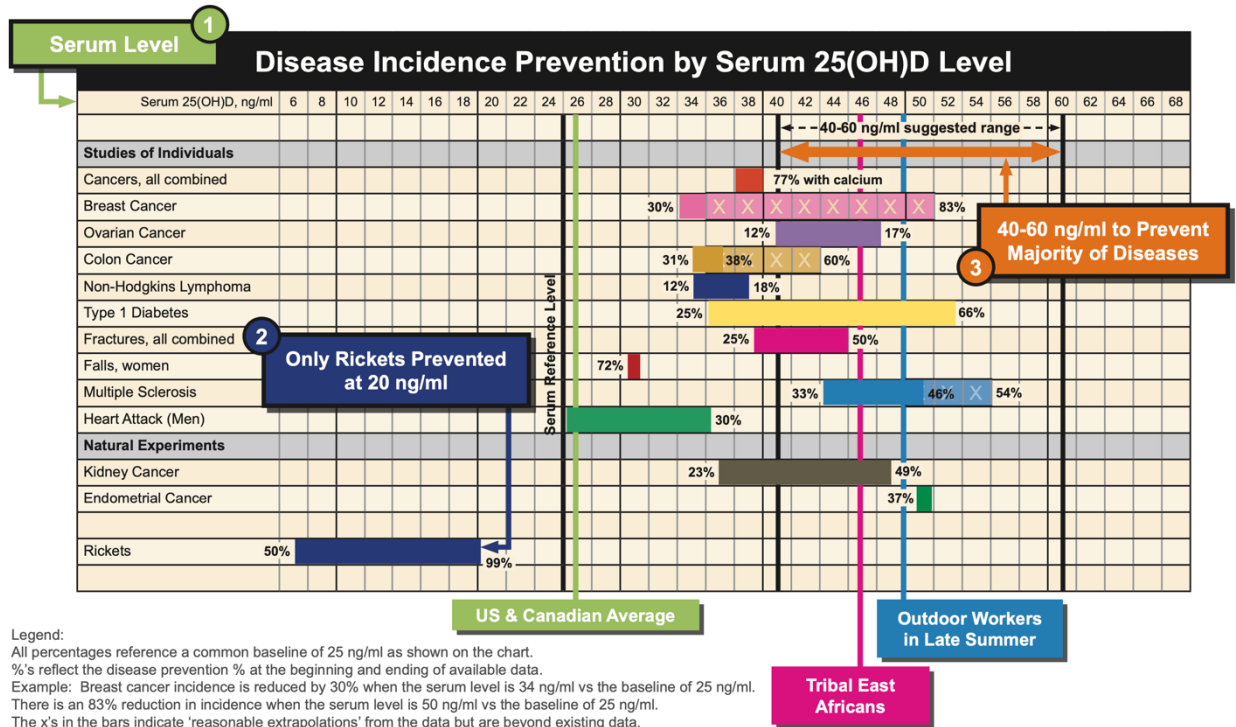 1
Serum Level
Disease Incidence Prevention by Serum 25(OH)D Level
Serum 25(OH)D, ng/ml 6 8 10 12 14 16 18 20 22 24 26 28 30 32 34 36 38 40 42 44 46 48 50 52 54 56 58 60 62 64 66 68
40-60 ng/ml suggested range
Studies of Individuals
Cancers, all combined 77% with calcium
Breast Cancer 30% X X X X X X X X 83%
Ovarian Cancer 12% 17%
40-60 ng/ml to Prevent
Majority of Diseases
3
Colon Cancer 31% 38% X X 60%
Non-Hodgkins Lymphoma 12% 18%
Type 1 Diabetes 25% 66%
Fractures, all combined 25% 50%
2
Only Rickets Prevented
at 20 ng/ml
Serum Reference Level
Falls, women 72%
Multiple Sclerosis 33% 46% X 54%
Heart Attack (Men) 30%
Natural Experiments
Kidney Cancer 23% 49%
Endometrial Cancer 37%
Rickets 50% 99%
US & Canadian Average
Outdoor Workers
in Late Summer
Tribal East
Africans
Legend:
All percentages reference a common baseline of 25 ng/ml as shown on the chart.
%'s reflect the disease prevention % at the beginning and ending of available data.
Example: Breast cancer incidence is reduced by 30% when the serum level is 34 ng/ml vs the baseline of 25 ng/ml.
There is an 83% reduction in incidence when the serum level is 50 ng/ml vs the baseline of 25 ng/ml.
The x's in the bars indicate 'reasonable extrapolations' from the data but are beyond existing data.